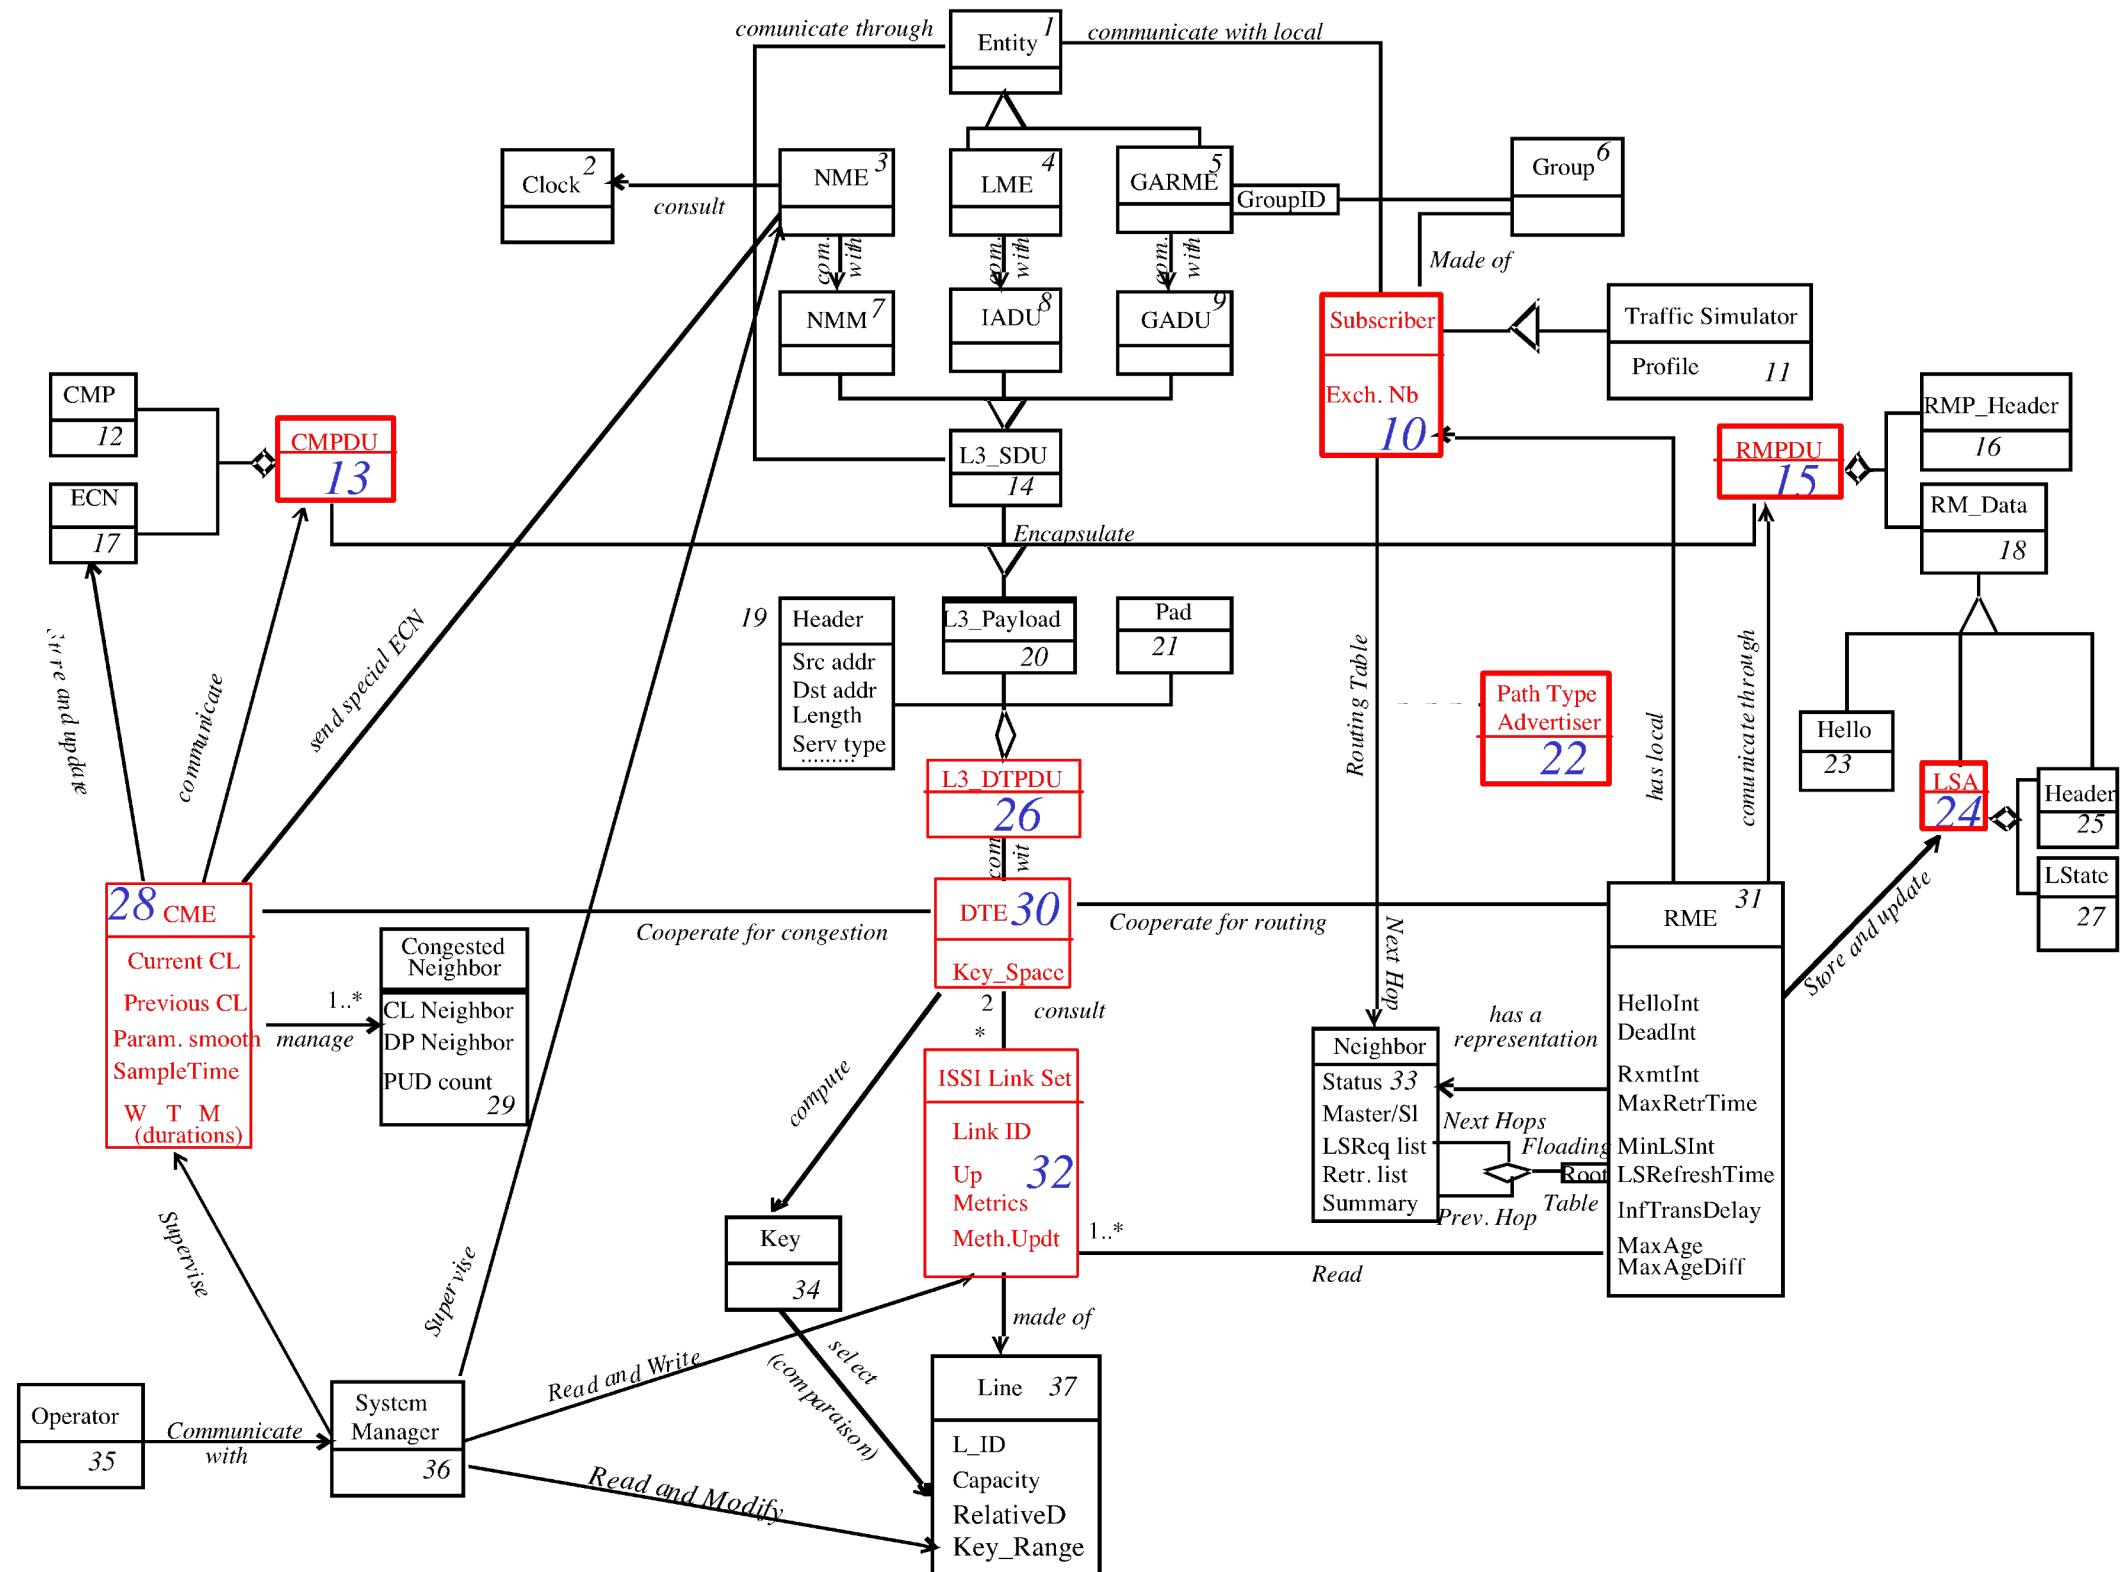 comunicate through
Entity 1
communicate with local
Clock 2
consult
NME 3
LME 4
GARME 5
GroupID
Group 6
Made of
com. with
com. with
com. with
NMM 7
IADU 8
GADU 9
Subscriber
Exch. Nb
10
Traffic Simulator
Profile 11
CMP
12
CMPDU
13
ECN
17
L3_SDU
14
RMPDU
15
RMP_Header
16
RM_Data
18
Encapsulate
19
Header
Src addr
Dst addr
Length
Serv type
.........
L3_Payload
20
Pad
21
Store and update
communicate
send special ECN
Routing Table
Path Type
Advertiser
22
has local
comunicate through
Hello
23
LSA
24
Header
25
LState
27
L3_DTPDU
26
com wit
28 CME
Current CL
Previous CL
Param. smooth
SampleTime
W T M
(durations)
Cooperate for congestion
DTE 30
Key_Space
Cooperate for routing
Next Hop
31
RME
HelloInt
DeadInt
RxmtInt
MaxRetrTime
MinLSInt
LSRefreshTime
InfTransDelay
MaxAge
MaxAgeDiff
Store and update
Congested
Neighbor
CL Neighbor
DP Neighbor
PUD count
29
1..*
manage
2
*
consult
compute
ISSI Link Set
Link ID
Up
32
Metrics
Meth.Updt
has a
representation
Neighbor
Status 33
Master/Sl
LSReq list
Retr. list
Summary
Next Hops
Floading
Root
Table
Prev. Hop
1..*
Read
Supervise
Supervise
Key
34
made of
select
(comparaison)
Read and Write
Read and Modify
Operator
35
Communicate
with
System
Manager
36
Line 37
L_ID
Capacity
RelativeD
Key_Range